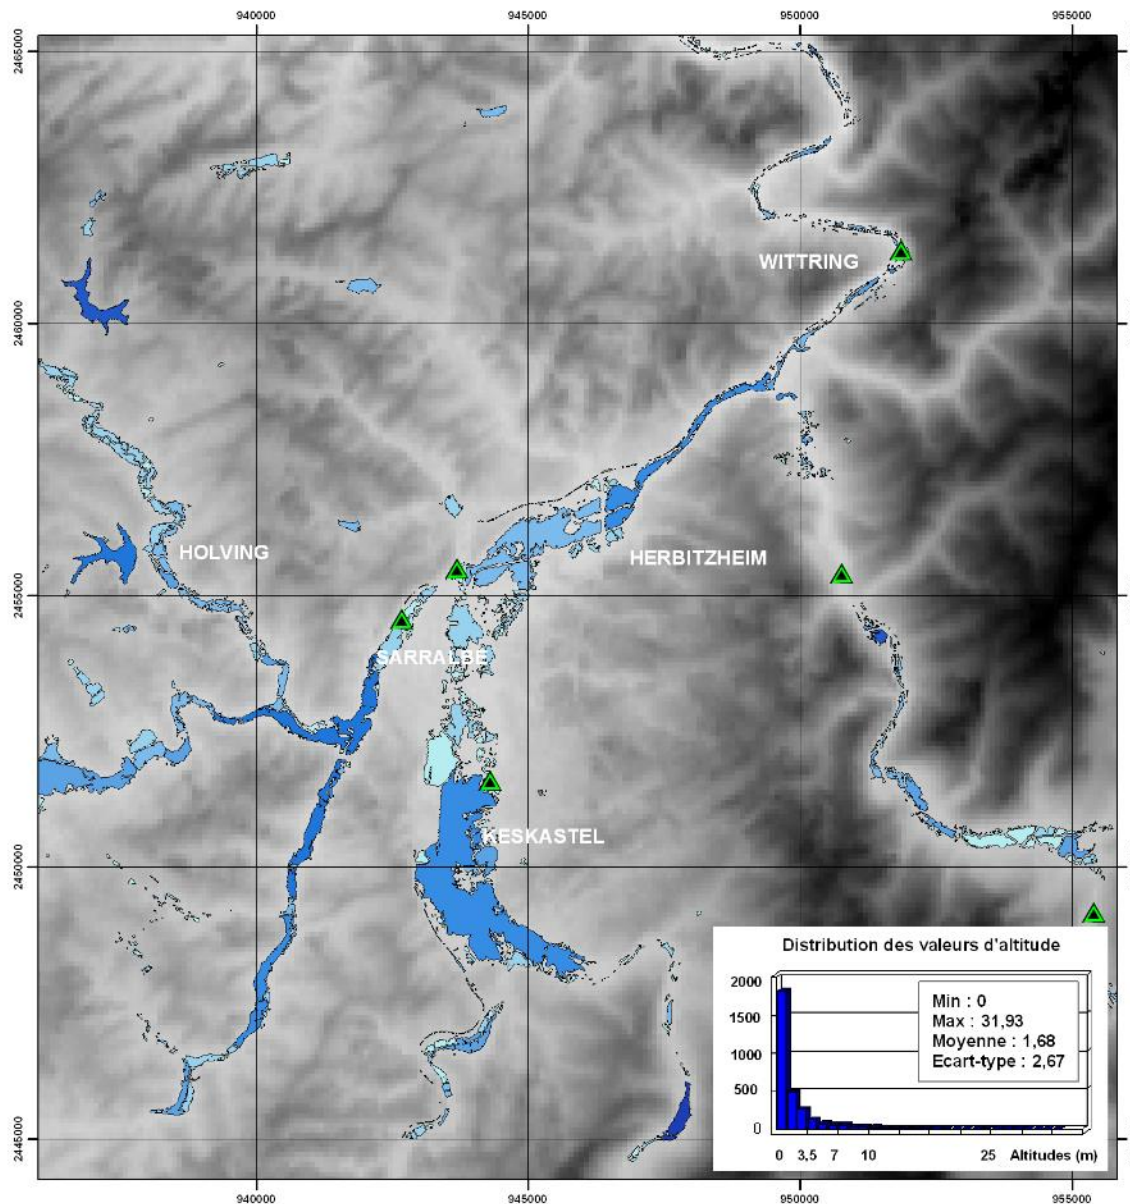 940000 945000 950000 955000
2465000
WITTRING
2460000
HOLVING
HERBITZHEIM
2455000
SARRALBE
KESKASTEL
2450000
Distribution des valeurs d'altitude
2000
1500
1000
500
0
Min : 0
Max : 31,93
Moyenne : 1,68
Ecart-type : 2,67
0 3,5 7 10 25 Altitudes (m)
2445000
940000 945000 950000 955000